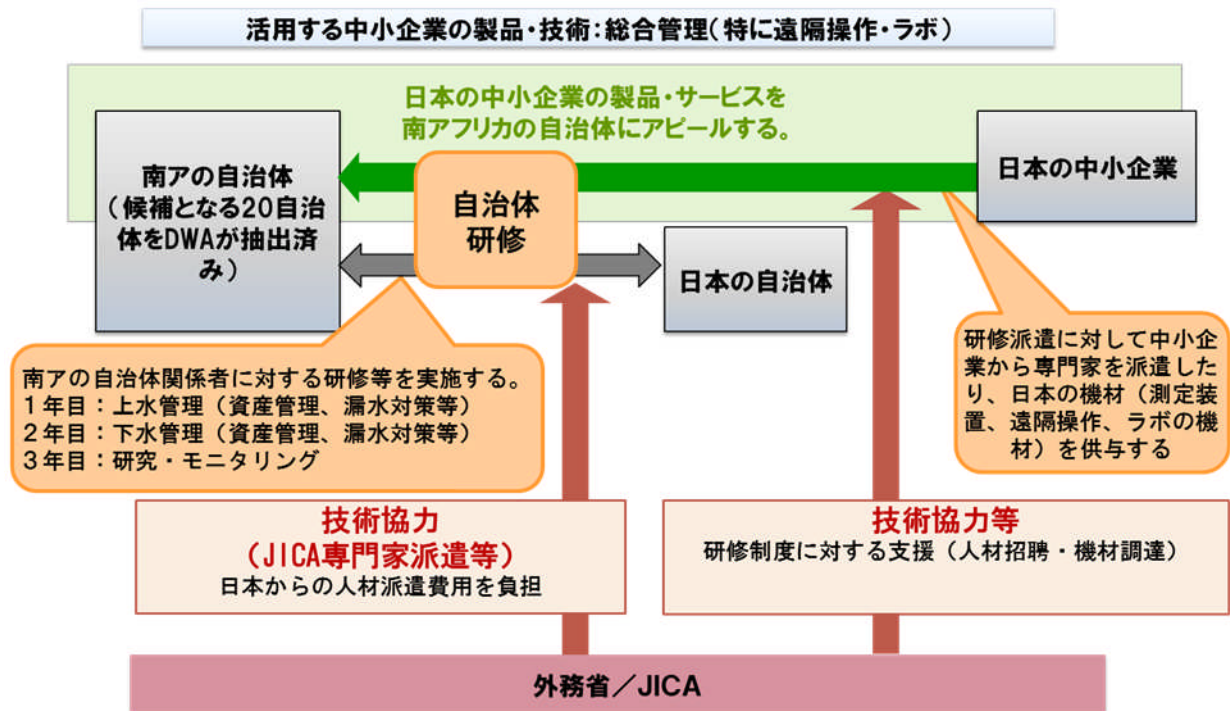 活用する中小企業の製品・技術：総合管理（特に遠隔操作・ラボ）
日本の中小企業の製品・サービスを
南アフリカの自治体にアピールする。
南アの自治体
（候補となる20自治
体をDWAが抽出済
み）
自治体
研修
日本の中小企業
日本の自治体
南アの自治体関係者に対する研修等を実施する。
１年目：上水管理（資産管理、漏水対策等）
２年目：下水管理（資産管理、漏水対策等）
３年目：研究・モニタリング
研修派遣に対して中小企
業から専門家を派遣した
り、日本の機材（測定装
置、遠隔操作、ラボの機
材）を供与する
技術協力
（JICA専門家派遣等）
日本からの人材派遣費用を負担
技術協力等
研修制度に対する支援（人材招聘・機材調達）
外務省／JICA